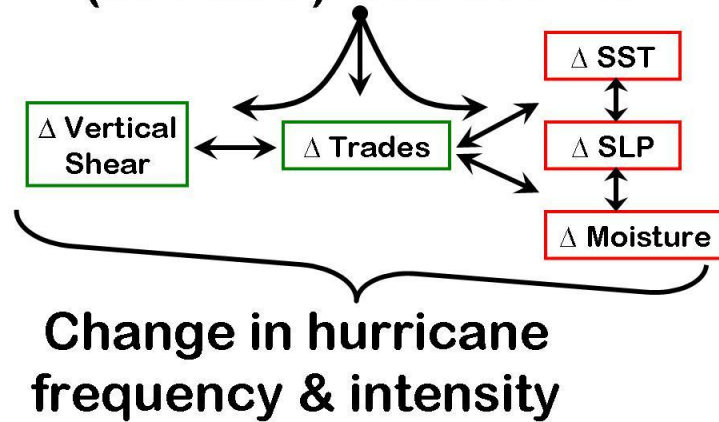 Δ SST
Δ Vertical
Shear
Δ Trades
Δ SLP
Δ Moisture
Change in hurricane
frequency & intensity